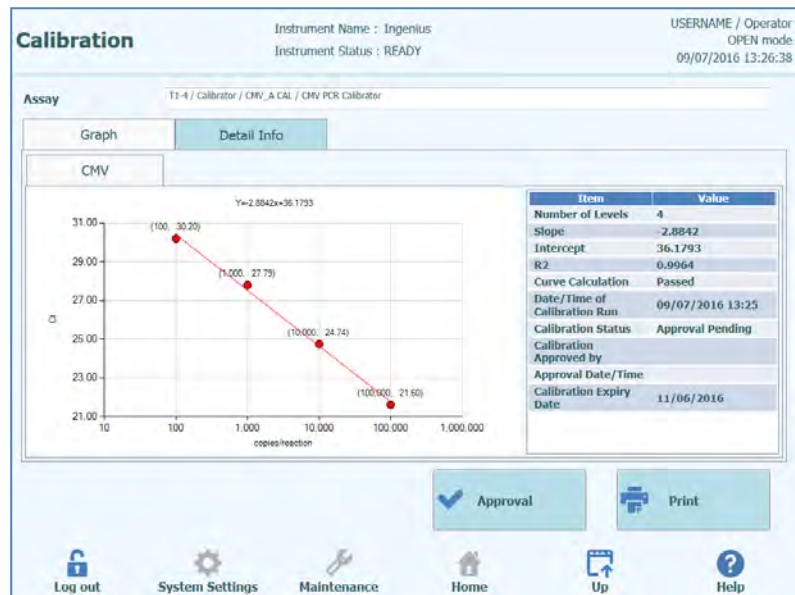 Calibration
Instrument Name : Ingenius
Instrument Status : READY
USERNAME / Operator
OPEN mode
09/07/2016 13:26:38
Assay
T1-4 / Calibrator / CMV_A CAL / CMV PCR Calibrator
Graph
Detail Info
CMV
Y=-2.8842x+36.1793
31.00
29.00
27.00
25.00
23.00
21.00
Ct
(100, 30.20)
(1,000, 27.79)
(10,000, 24.74)
(100,000, 21.60)
10
100
1,000
10,000
100,000
1,000,000
copies/reaction
Item Value
Number of Levels 4
Slope -2.8842
Intercept 36.1793
R2 0.9964
Curve Calculation Passed
Date/Time of
Calibration Run 09/07/2016 13:25
Calibration Status Approval Pending
Calibration
Approved by
Approval Date/Time
Calibration Expiry
Date 11/06/2016
Approval
Print
Log out
System Settings
Maintenance
Home
Up
Help